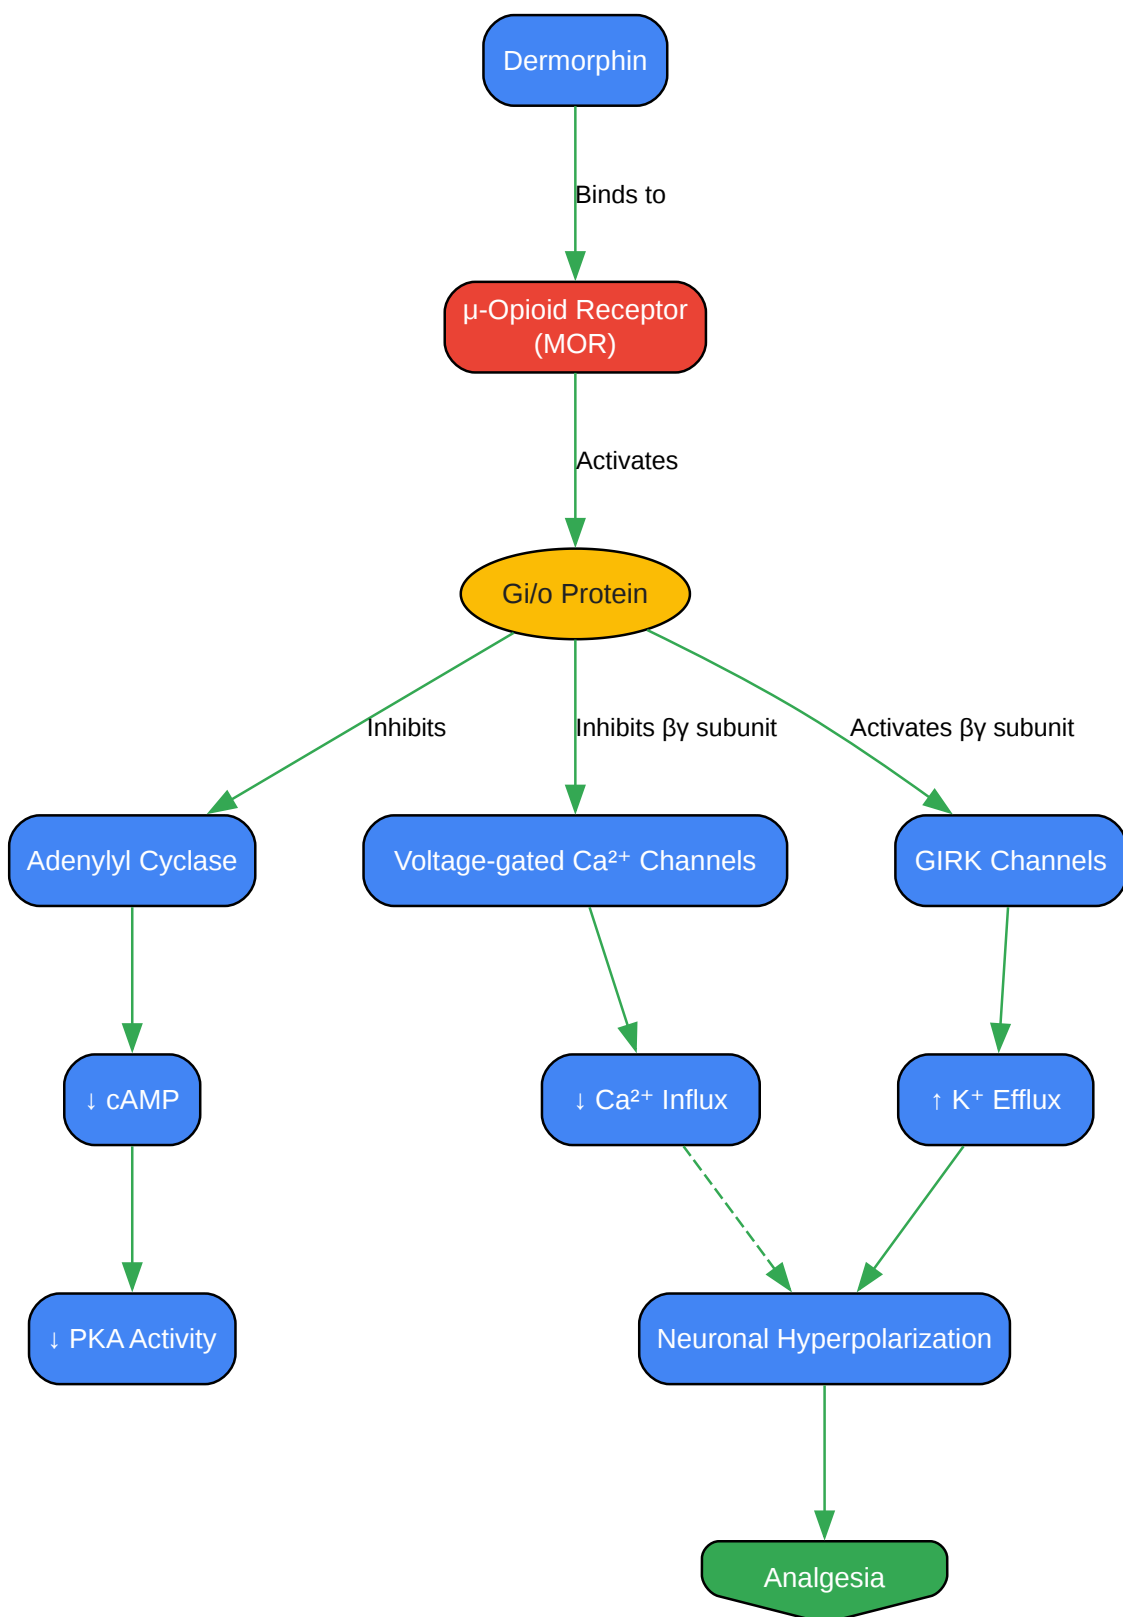 Dermorphin
Binds to
μ-Opioid Receptor
(MOR)
Activates
Gi/o Protein
Inhibits
Inhibits βγ subunit
Activates βγ subunit
Adenylyl Cyclase
Voltage-gated Ca²⁺ Channels
GIRK Channels
↓ cAMP
↓ Ca²⁺ Influx
↑ K⁺ Efflux
↓ PKA Activity
Neuronal Hyperpolarization
Analgesia